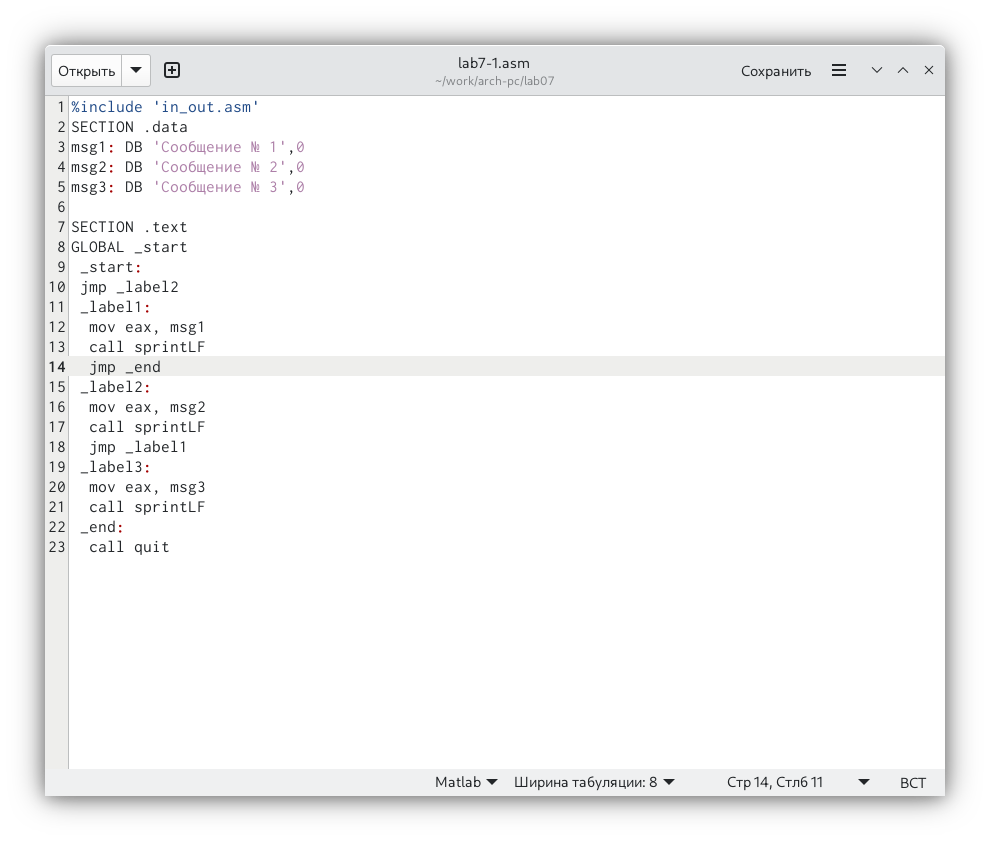 Открыть
lab7-1.asm
~/work/arch-pc/lab07
Сохранить
1 %include 'in_out.asm'
2 SECTION .data
3 msg1: DB 'Сообщение № 1',0
4 msg2: DB 'Сообщение № 2',0
5 msg3: DB 'Сообщение № 3',0
6
7 SECTION .text
8 GLOBAL _start
9 _start:
10 jmp _label2
11 _label1:
12 mov eax, msg1
13 call sprintLF
14 jmp _end
15 _label2:
16 mov eax, msg2
17 call sprintLF
18 jmp _label1
19 _label3:
20 mov eax, msg3
21 call sprintLF
22 _end:
23 call quit
Matlab Ширина табуляции: 8 Стр 14, Стлб 11 ВСТ